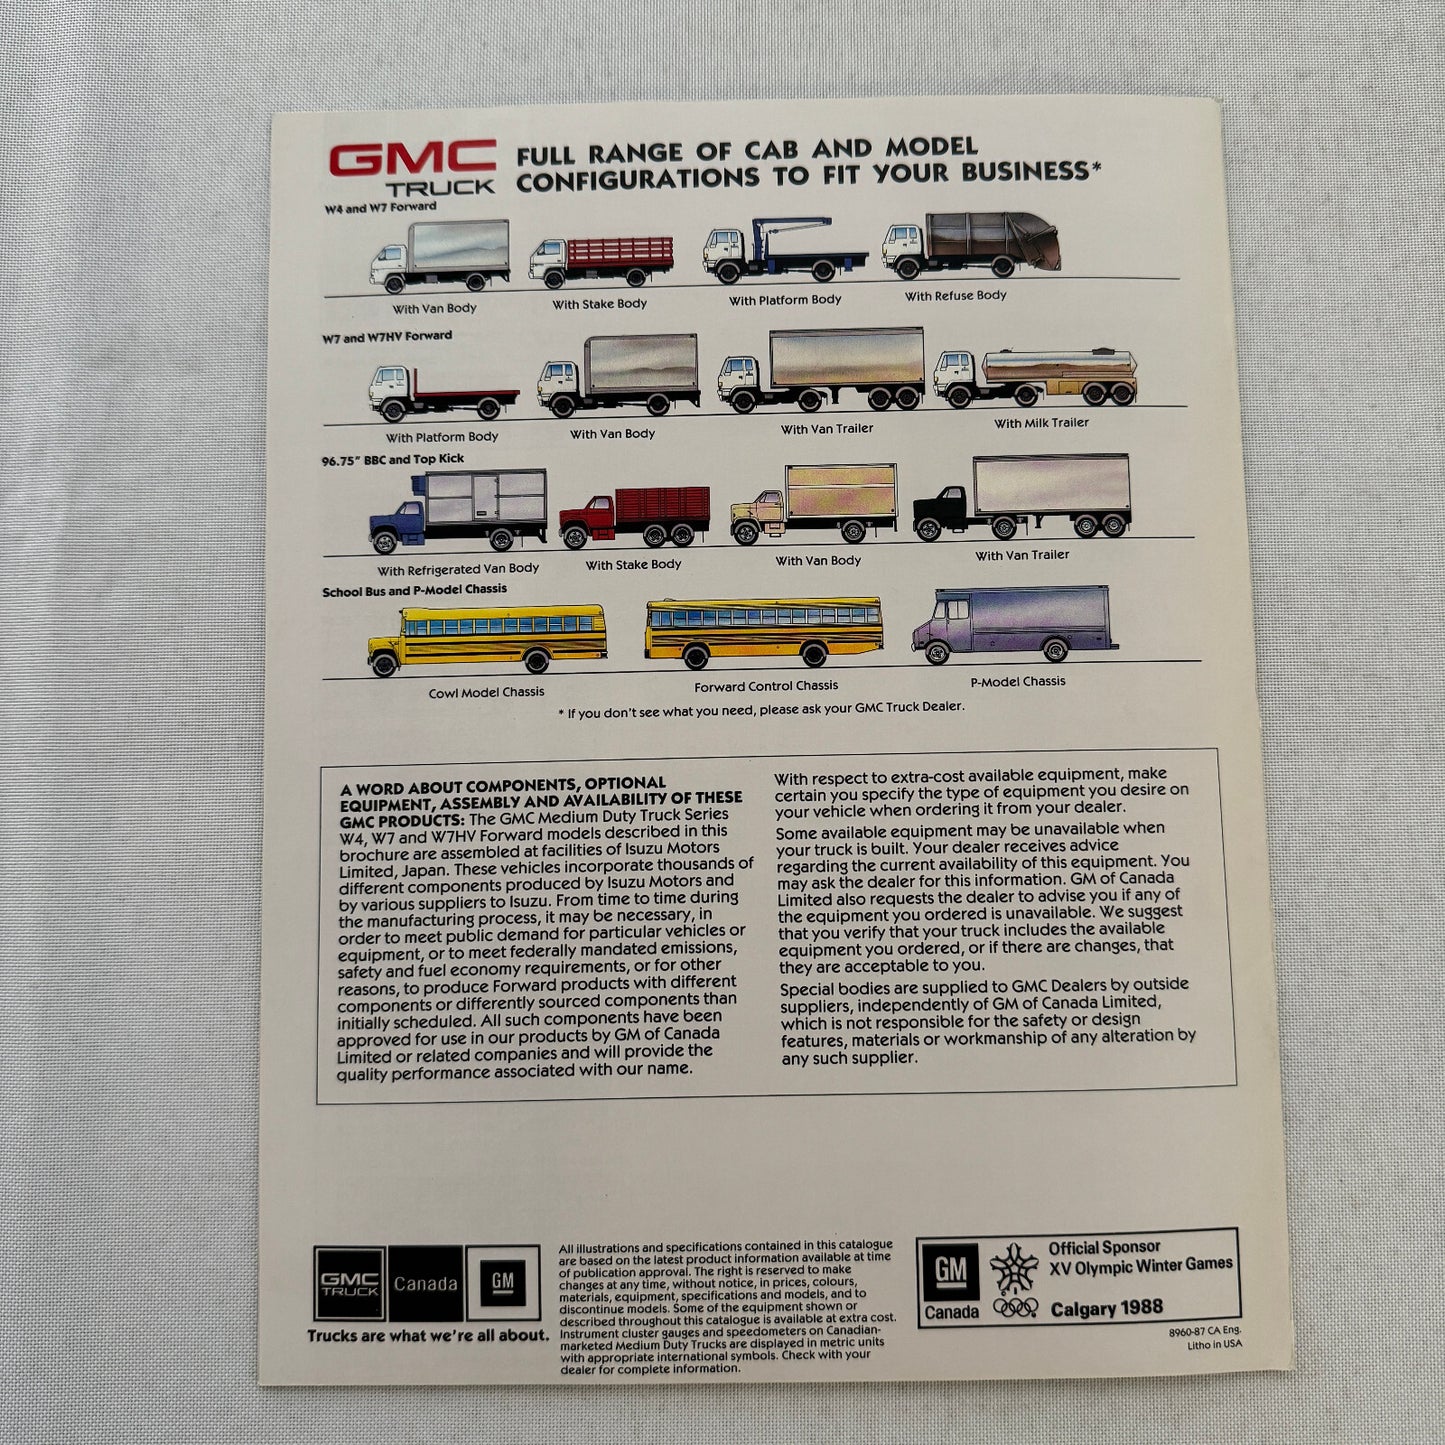 GMC
TRUCK
FULL RANGE OF CAB AND MODEL
CONFIGURATIONS TO FIT YOUR BUSINESS*
W4 and W7 Forward
With Van Body
With Stake Body
With Platform Body
With Refuse Body
W7 and W7HV Forward
With Platform Body
With Van Body
With Van Trailer
With Milk Trailer
96.75" BBC and Top Kick
With Refrigerated Van Body
With Stake Body
With Van Body
With Van Trailer
School Bus and P-Model Chassis
Cowl Model Chassis
Forward Control Chassis
P-Model Chassis
* If you don't see what you need, please ask your GMC Truck Dealer.
A WORD ABOUT COMPONENTS, OPTIONAL
EQUIPMENT, ASSEMBLY AND AVAILABILITY OF THESE
GMC PRODUCTS: The GMC Medium Duty Truck Series
W4, W7 and W7HV Forward models described in this
brochure are assembled at facilities of Isuzu Motors
Limited, Japan. These vehicles incorporate thousands of
different components produced by Isuzu Motors and
by various suppliers to Isuzu. From time to time during
the manufacturing process, it may be necessary, in
order to meet public demand for particular vehicles or
equipment, or to meet federally mandated emissions,
safety and fuel economy requirements, or for other
reasons, to produce Forward products with different
components or differently sourced components than
initially scheduled. All such components have been
approved for use in our products by GM of Canada
Limited or related companies and will provide the
quality performance associated with our name.
With respect to extra-cost available equipment, make
certain you specify the type of equipment you desire on
your vehicle when ordering it from your dealer.
Some available equipment may be unavailable when
your truck is built. Your dealer receives advice
regarding the current availability of this equipment. You
may ask the dealer for this information. GM of Canada
Limited also requests the dealer to advise you if any of
the equipment you ordered is unavailable. We suggest
that you verify that your truck includes the available
equipment you ordered, or if there are changes, that
they are acceptable to you.
Special bodies are supplied to GMC Dealers by outside
suppliers, independently of GM of Canada Limited,
which is not responsible for the safety or design
features, materials or workmanship of any alteration by
any such supplier.
GMC
TRUCK
Canada
GM
Trucks are what we're all about.
All illustrations and specifications contained in this catalogue
are based on the latest product information available at time
of publication approval. The right is reserved to make
changes at any time, without notice, in prices, colours,
materials, equipment, specifications and models, and to
discontinue models. Some of the equipment shown or
described throughout this catalogue is available at extra cost.
Instrument cluster gauges and speedometers on Canadian-
marketed Medium Duty Trucks are displayed in metric units
with appropriate international symbols. Check with your
dealer for complete information.
GM
Canada
Official Sponsor
XV Olympic Winter Games
Calgary 1988
8960-87 CA Eng.
Litho in USA